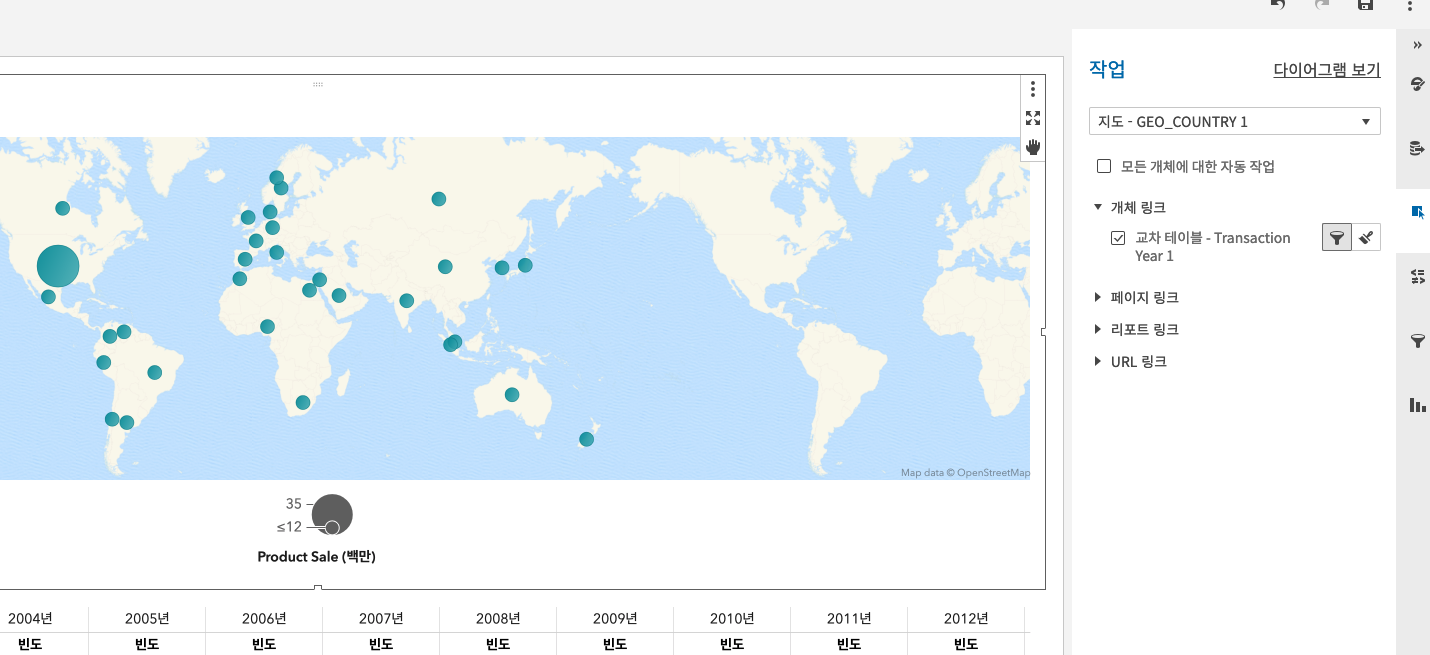 작업
다이어그램 보기
지도 - GEO_COUNTRY 1
모든 개체에 대한 자동 작업
개체 링크
교차 테이블 - Transaction
Year 1
페이지 링크
리포트 링크
URL 링크
Map data © OpenStreetMap
35
≤12
Product Sale (백만)
2004년 2005년 2006년 2007년 2008년 2009년 2010년 2011년 2012년
빈도 빈도 빈도 빈도 빈도 빈도 빈도 빈도 빈도